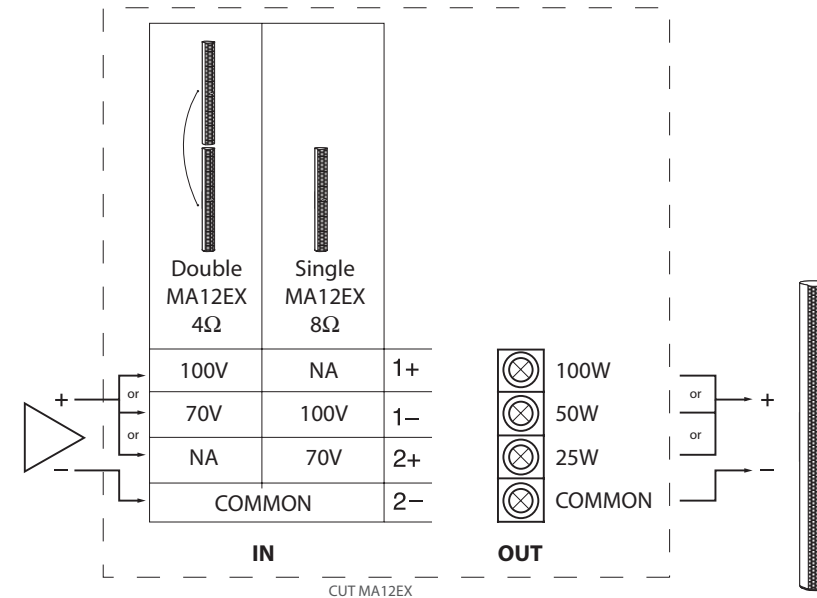 Double
MA12EX
4Ω
Single
MA12EX
8Ω
100V NA 1+
70V 100V 1–
NA 70V 2+
COMMON 2–
+
or
or
–
IN
100W
50W
25W
COMMON
OUT
or
or
+
–
CUT MA12EX